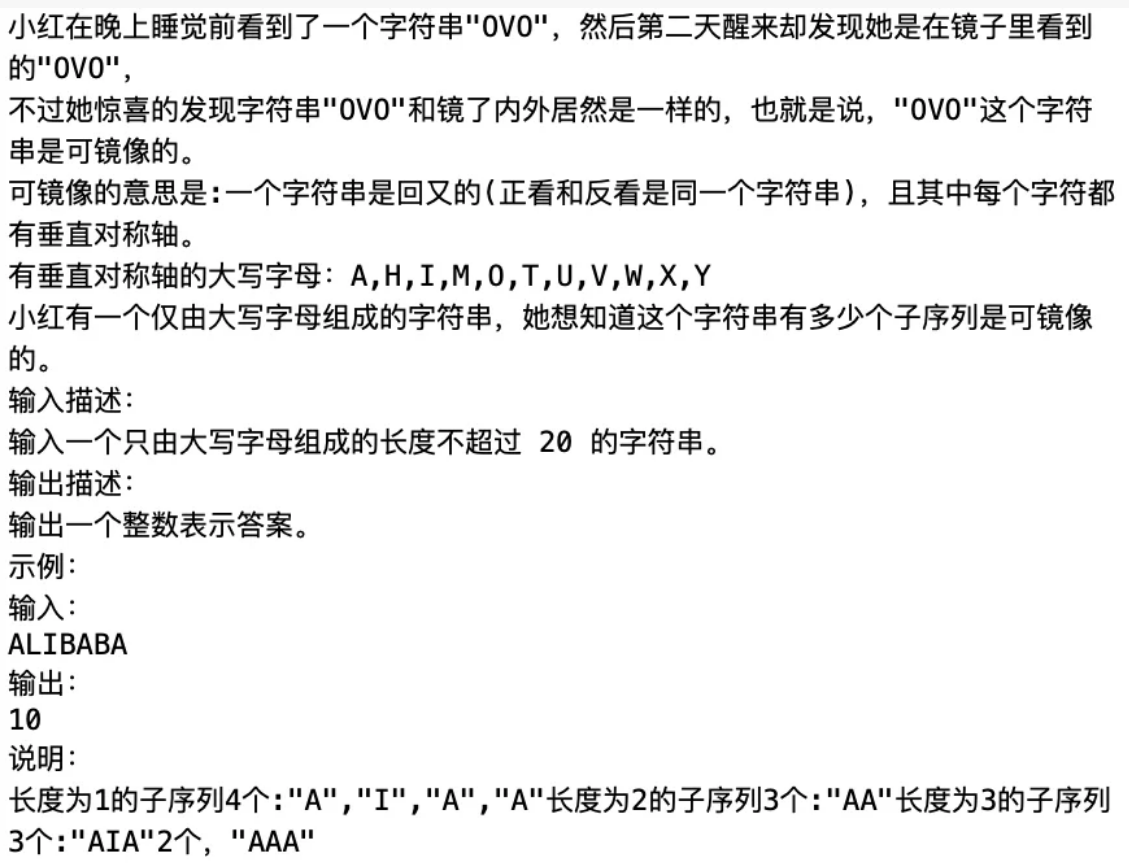 小红在晚上睡觉前看到了一个字符串"OVO"，然后第二天醒来却发现她是在镜子里看到
的"OVO"，
不过她惊喜的发现字符串"OVO"和镜了内外居然是一样的，也就是说，"OVO"这个字符
串是可镜像的。
可镜像的意思是:一个字符串是回又的(正看和反看是同一个字符串)，且其中每个字符都
有垂直对称轴。
有垂直对称轴的大写字母：A,H,I,M,O,T,U,V,W,X,Y
小红有一个仅由大写字母组成的字符串，她想知道这个字符串有多少个子序列是可镜像
的。
输入描述：
输入一个只由大写字母组成的长度不超过 20 的字符串。
输出描述：
输出一个整数表示答案。
示例：
输入：
ALIBABA
输出：
10
说明：
长度为1的子序列4个:"A","I","A","A"长度为2的子序列3个:"AA"长度为3的子序列
3个:"AIA"2个，"AAA"